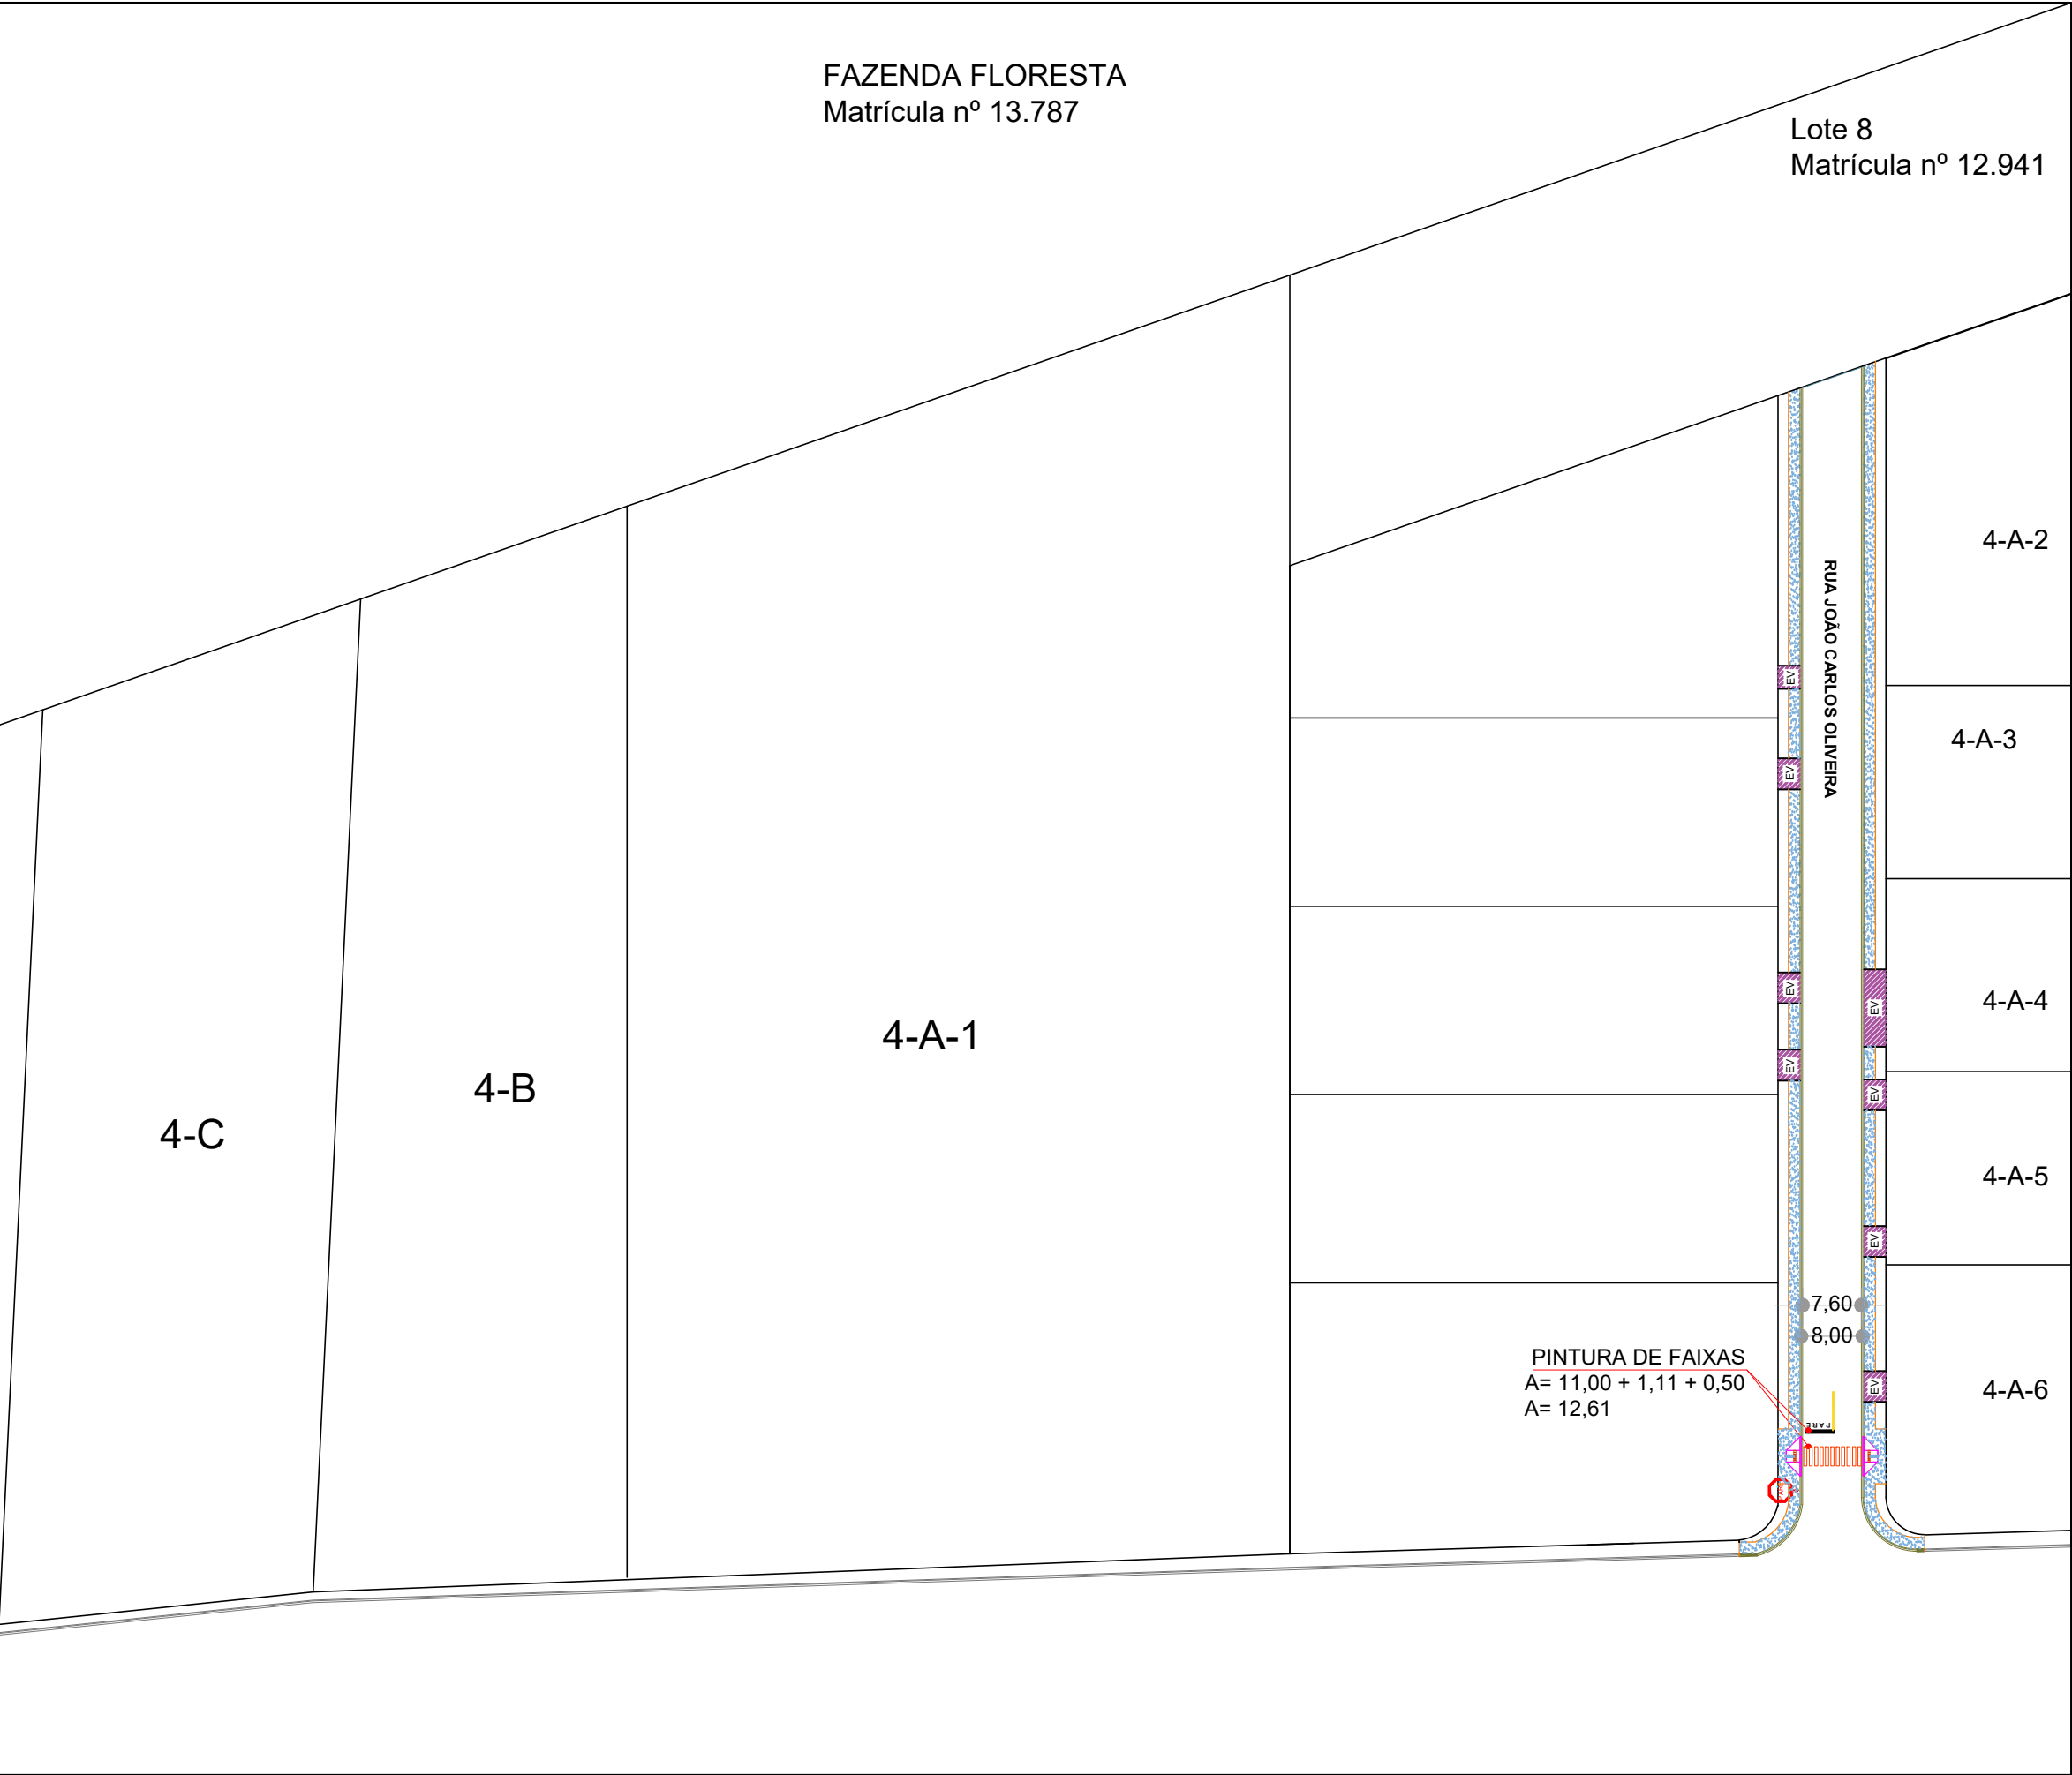 FAZENDA FLORESTA
Matrícula nº 13.787
Lote 8
Matrícula nº 12.941
4-A-2
RUA JOÃO CARLOS OLIVEIRA
EV
4-A-3
EV
EV
EV
4-A-4
4-A-1
EV
4-B
EV
4-C
4-A-5
EV
7,60
8,00
PINTURA DE FAIXAS
A= 11,00 + 1,11 + 0,50
A= 12,61
EV
4-A-6
PARE